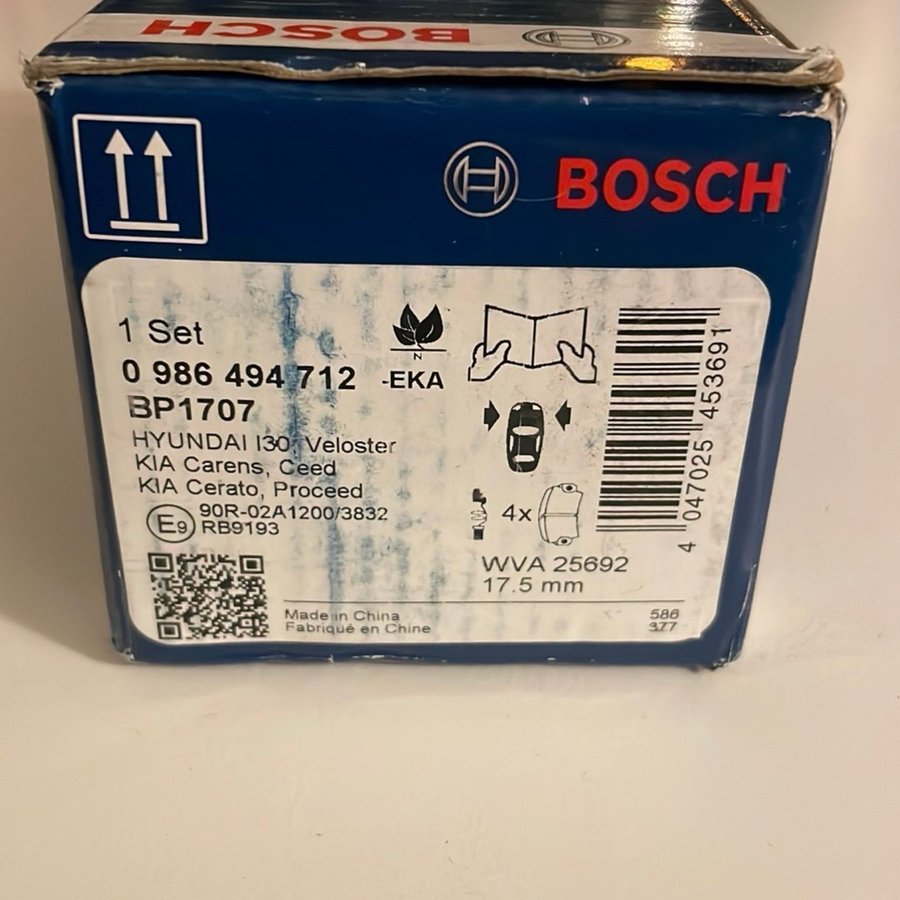 BOSCH
BOSCH
1 Set
0 986 494 712 -EKA
N
BP1707
HYUNDAI I30, Veloster
KIA Carens, Ceed
KIA Cerato, Proceed
E9 90R-02A1200/3832
RB9193
4x
WVA 25692
17.5 mm
Made in China
Fabriqué en Chine
586
377
4 047025 453691